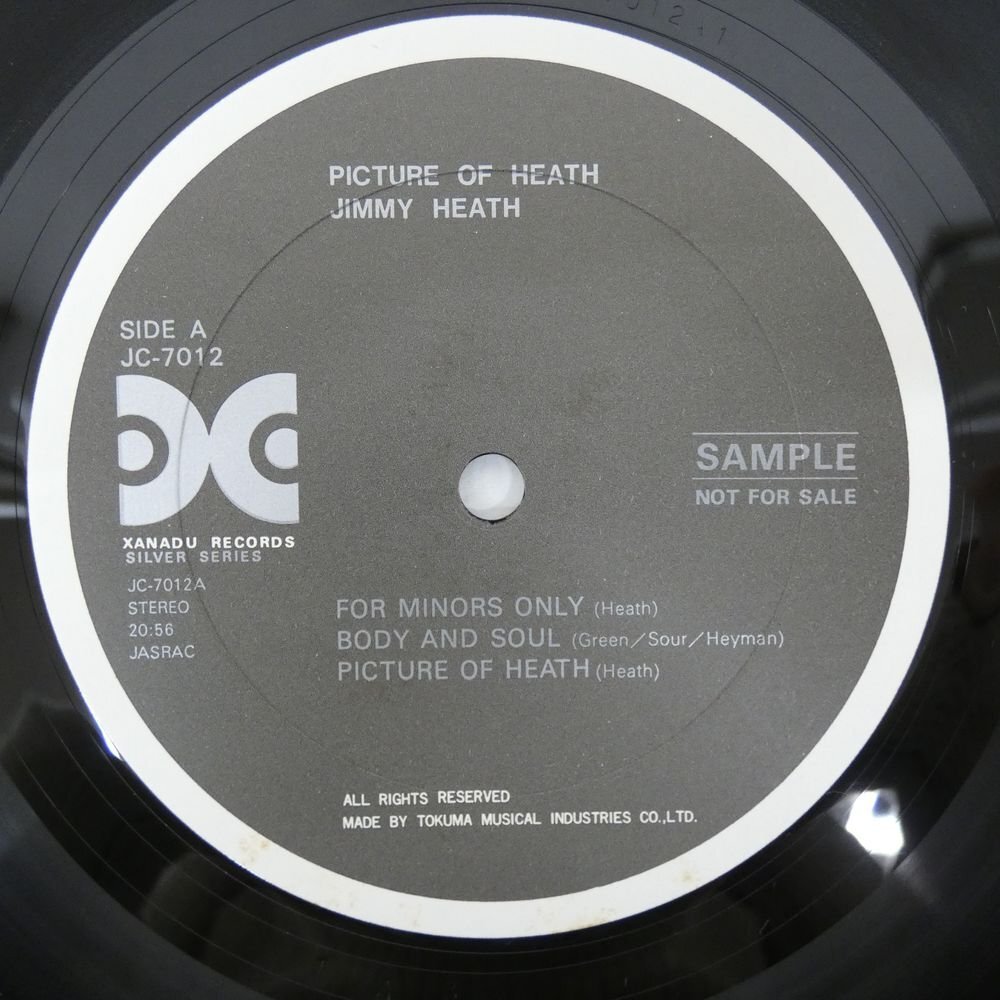 PICTURE OF HEATH
JIMMY HEATH
SIDE A
JC-7012
XANADU RECORDS
SILVER SERIES
JC-7012A
STEREO
20:56
JASRAC
SAMPLE
NOT FOR SALE
FOR MINORS ONLY (Heath)
BODY AND SOUL (Green/Sour/Heyman)
PICTURE OF HEATH (Heath)
ALL RIGHTS RESERVED
MADE BY TOKUMA MUSICAL INDUSTRIES CO.,LTD.